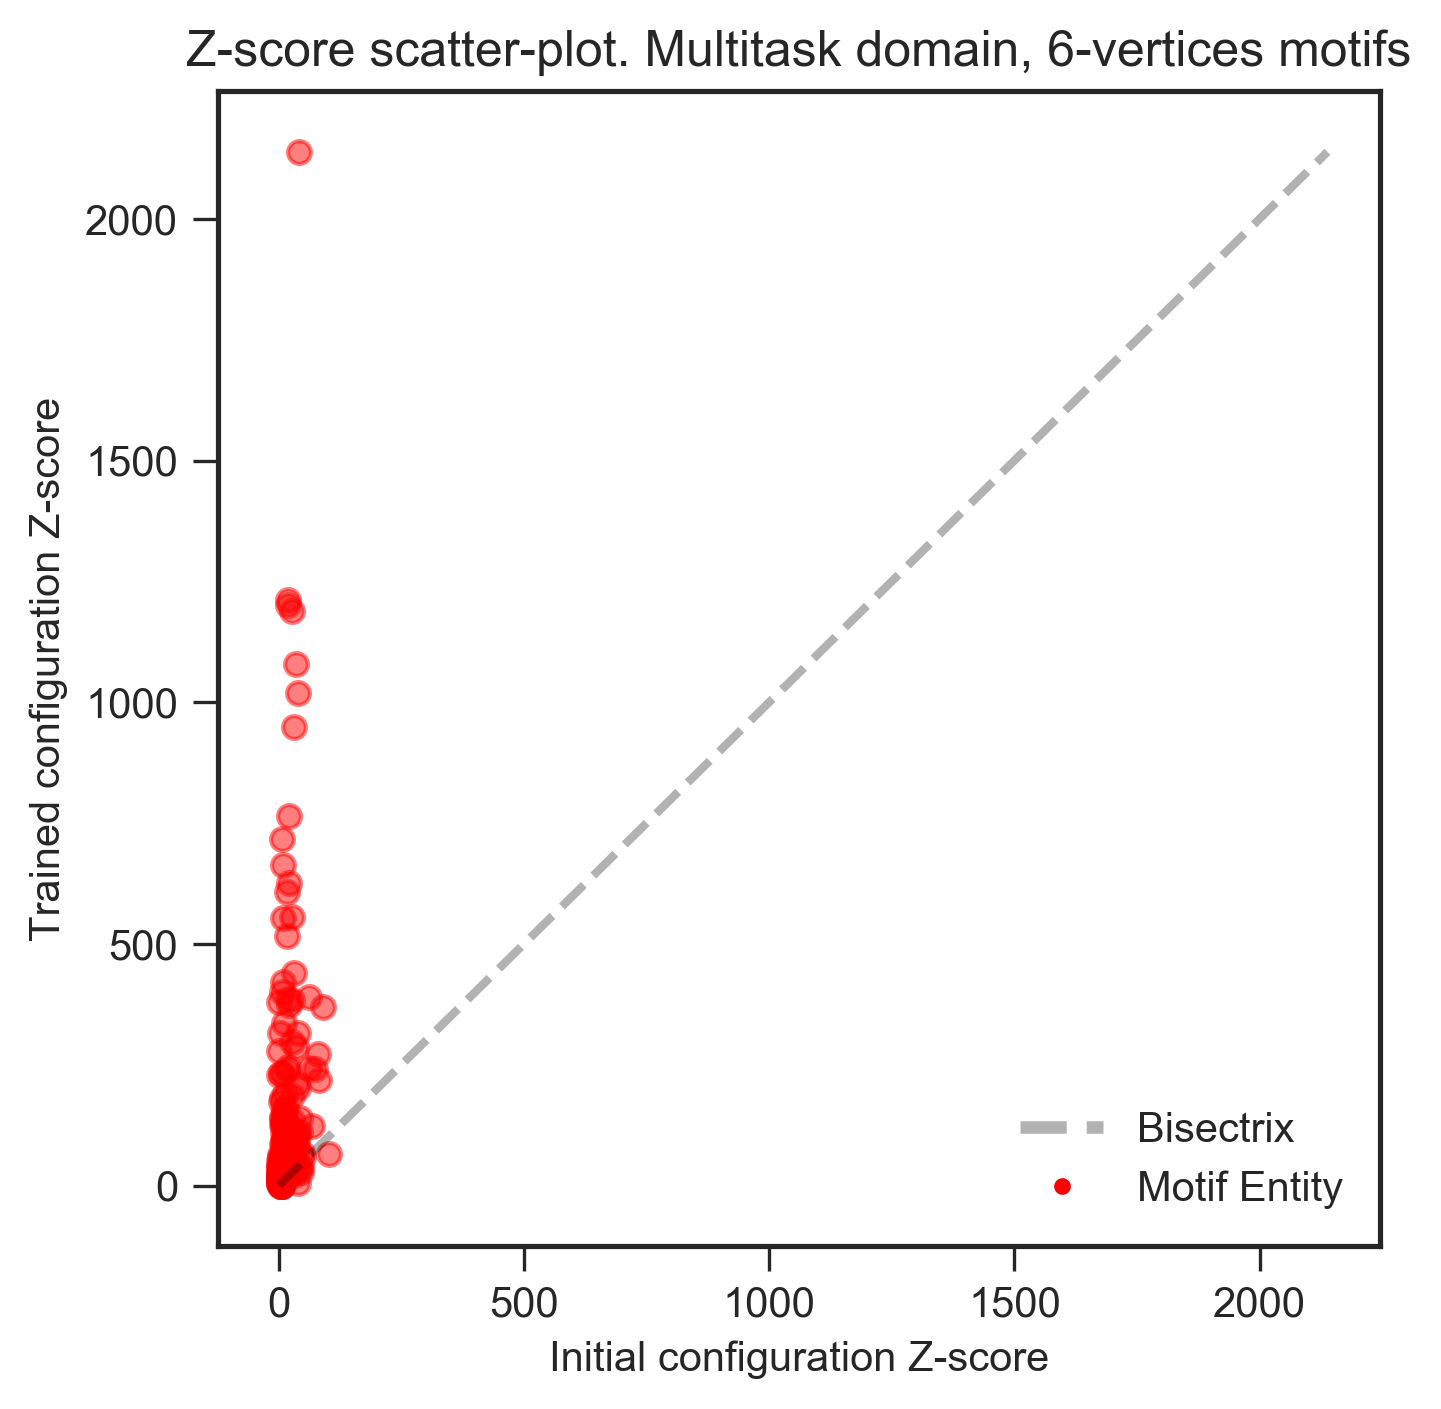 Z-score scatter-plot. Multitask domain, 6-vertices motifs
2000
1500
1000
500
0
Trained configuration Z-score
Bisectrix
Motif Entity
0 500 1000 1500 2000
Initial configuration Z-score